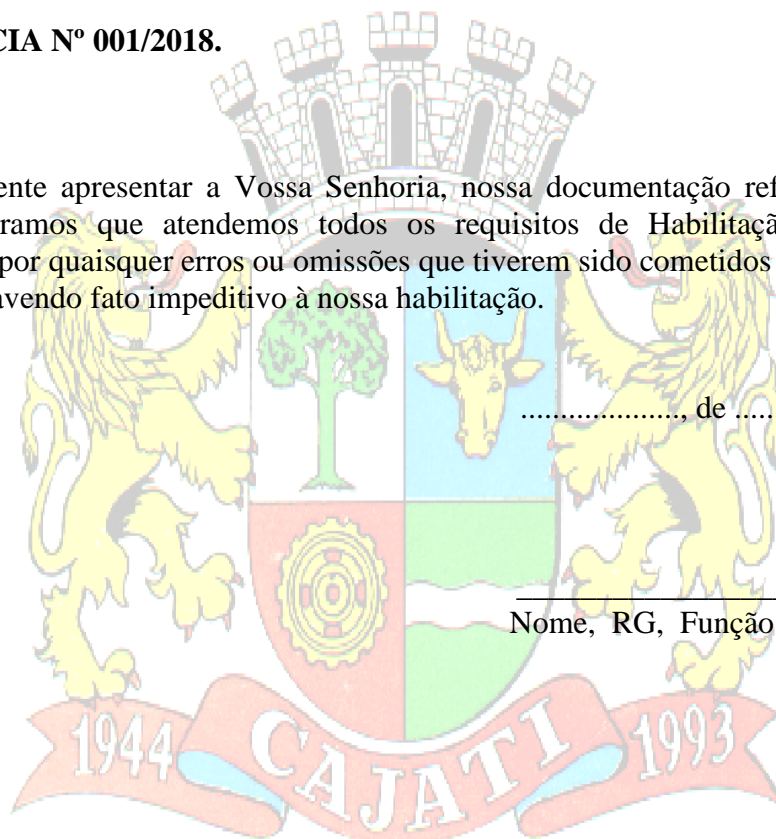 CIA Nº 001/2018.
ente apresentar a Vossa Senhoria, nossa documentação ref
ramos que atendemos todos os requisitos de Habilitaçã
por quaisquer erros ou omissões que tiverem sido cometidos
avendo fato impeditivo à nossa habilitação.
...................., de .....
Nome, RG, Função
1944 CAJATI 1993